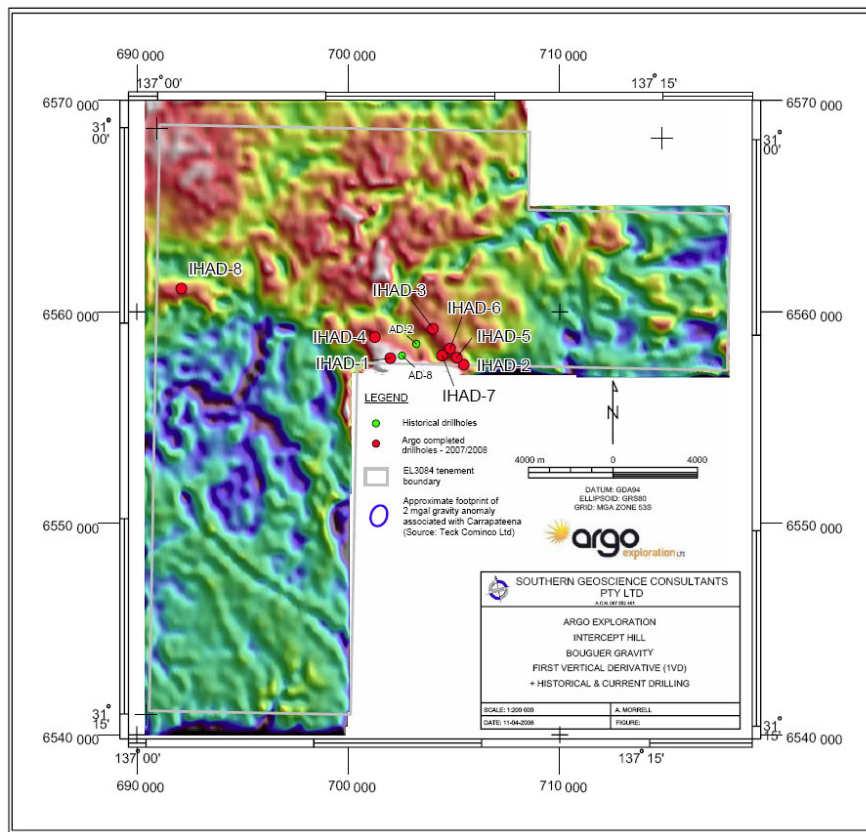 690 000
700 000
710 000
137° 00'
137° 15'
6570 000
6570 000
31° 00'
31° 00'
IHAD-8
IHAD-3
IHAD-6
6560 000
6560 000
AD-2
IHAD-4
IHAD-5
IHAD-1
IHAD-2
AD-8
IHAD-7
LEGEND
Historical drillholes
Argo completed
drillholes - 2007/2008
EL3084 tenement
boundary
Approximate footprint of
2 mgal gravity anomaly
associated with Carrapateena
(Source: Teck Cominco Ltd)
N
4000 m
0
4000
DATUM: GDA94
ELLIPSOID: GRS80
GRID: MGA ZONE 53S
6550 000
6550 000
argo
exploration LTD
SOUTHERN GEOSCIENCE CONSULTANTS
PTY LTD
ARGO EXPLORATION
INTERCEPT HILL
BOUGUER GRAVITY
FIRST VERTICAL DERIVATIVE (1VD)
+ HISTORICAL & CURRENT DRILLING
SCALE: 1:200 000
A. MORRELL
DATE: 11-04-2008
FIGURE:
31° 15'
31° 15'
6540 000
6540 000
137° 00'
137° 15'
690 000
700 000
710 000